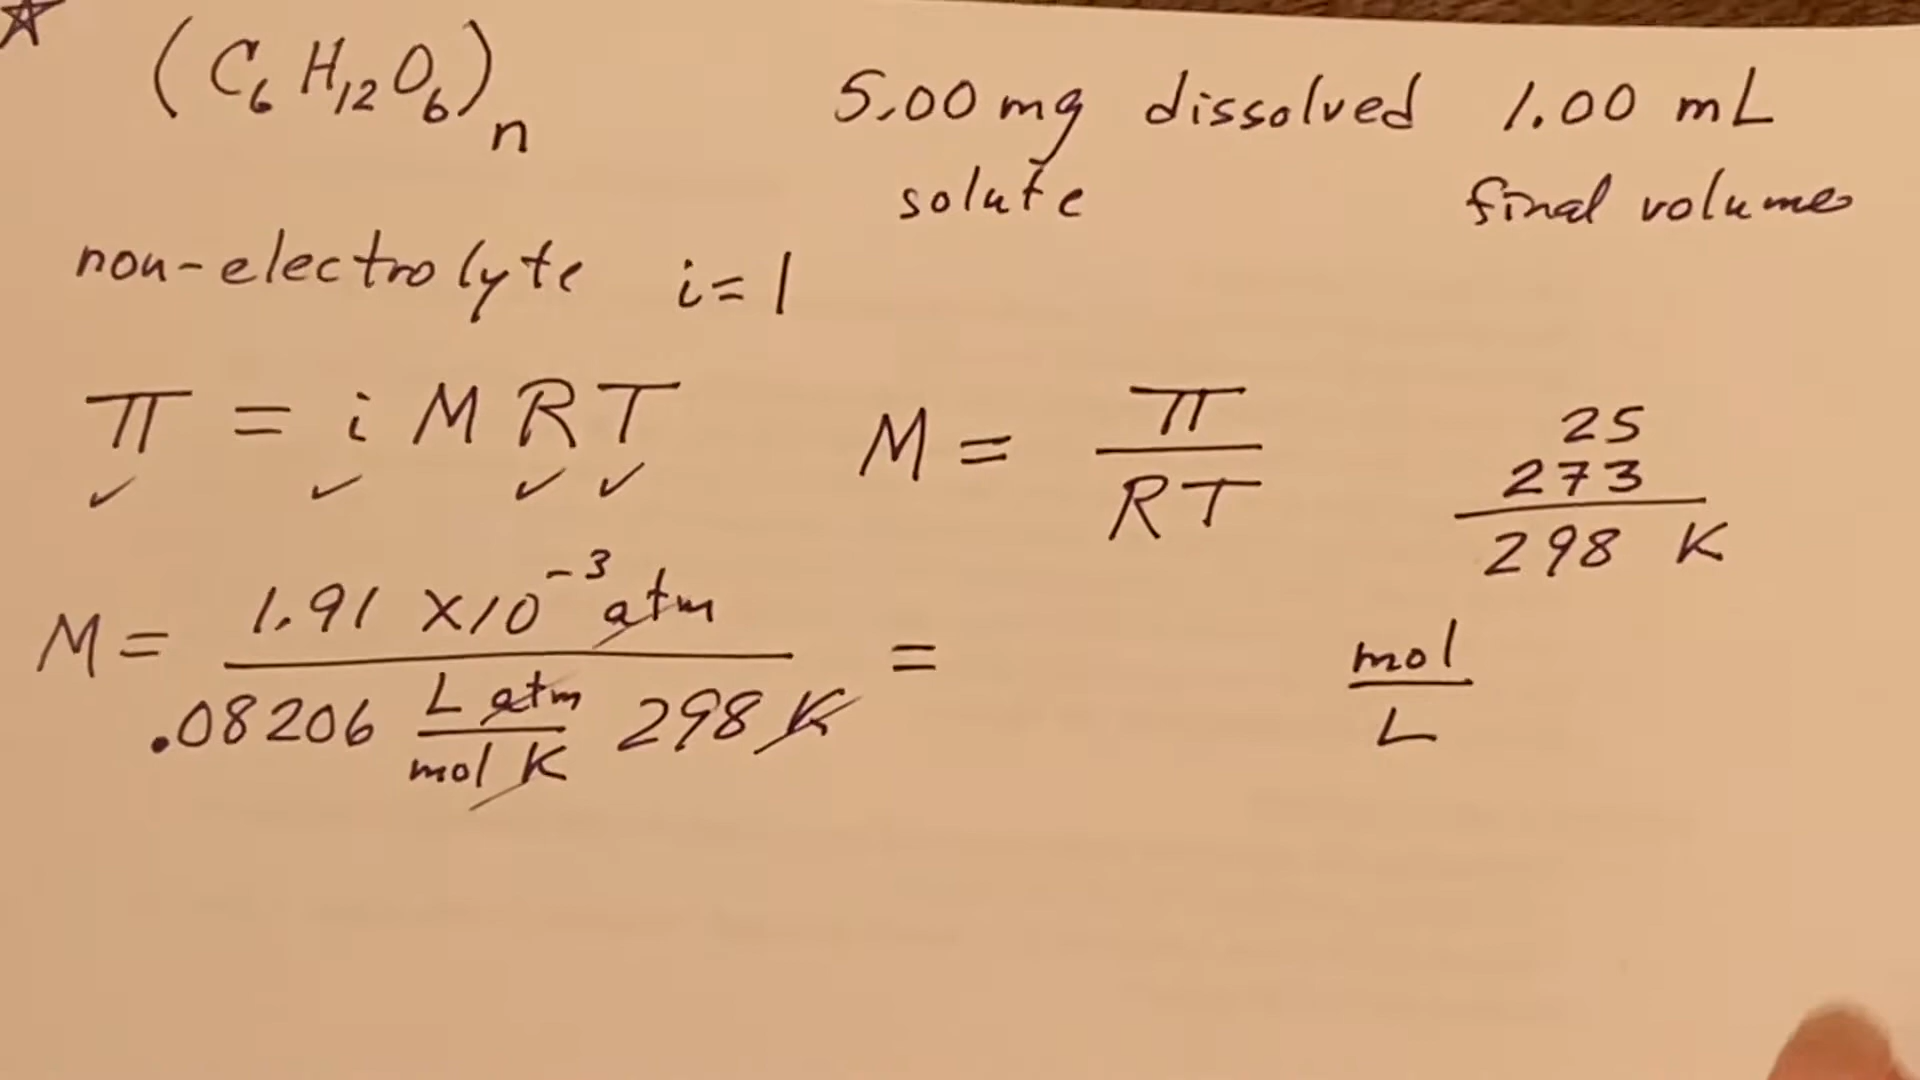 (C6H12O6)n 5.00 mg dissolved 1.00 mL
solute final volume
non-electrolyte i=1
π = i M R T M = π / RT 25
✓ ✓ ✓ ✓ 273
298 K
M = 1.91 x10^-3 atm / .08206 L atm / mol K 298 K = mol / L